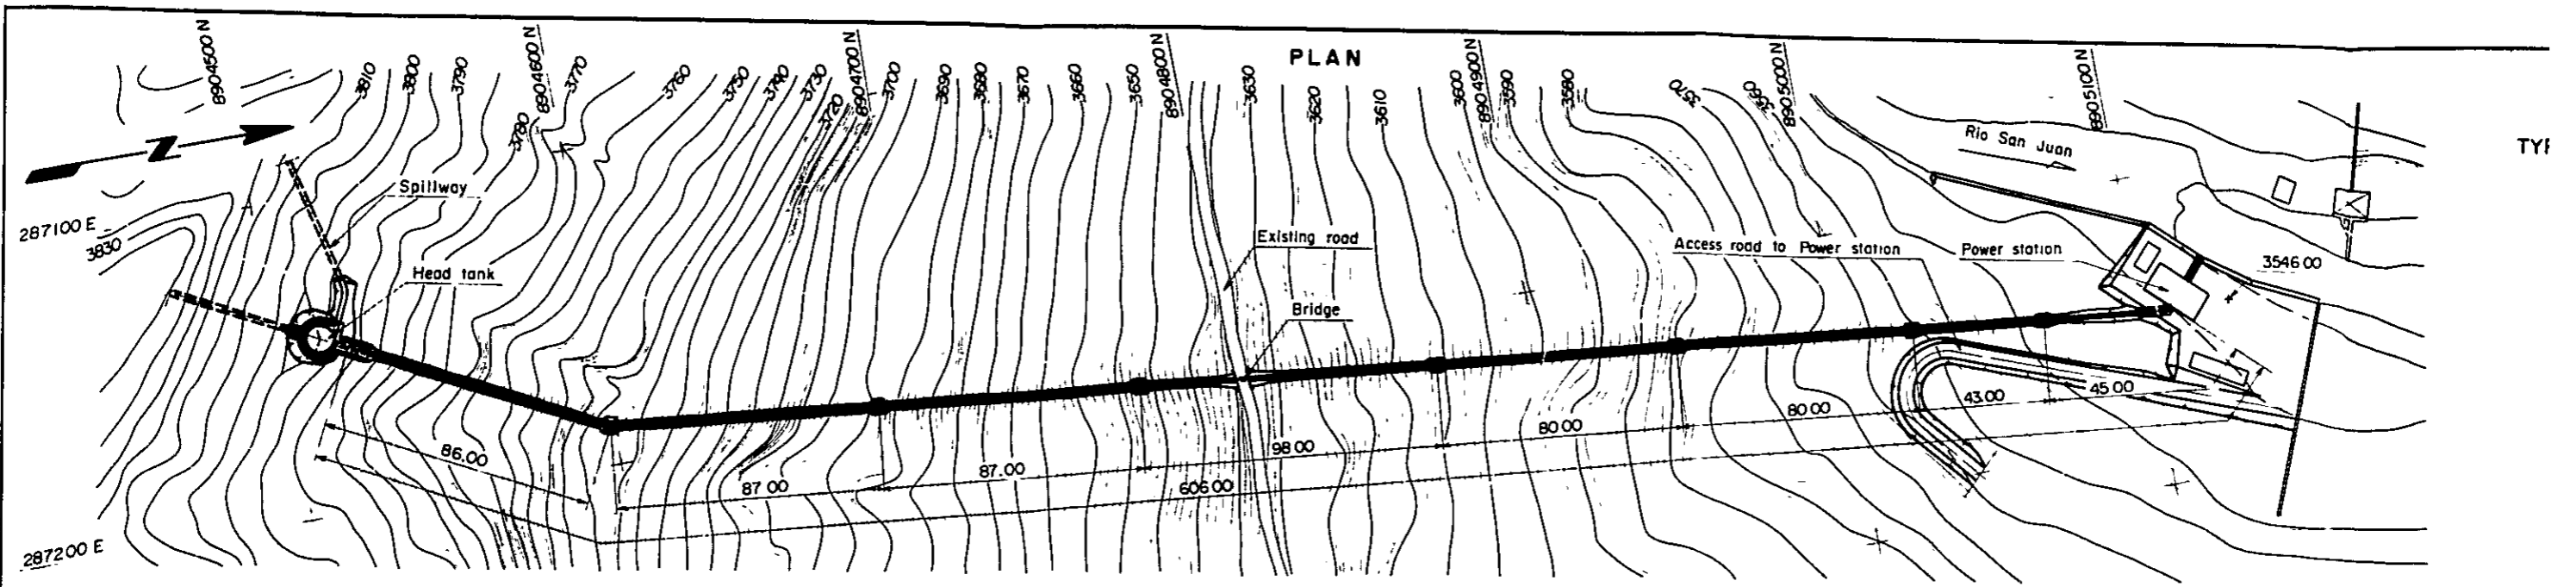 PLAN
8904500 N
3810
3800
3790
8904600 N
3770
3780
3760
3750
3740
3730
3720
8904700 N
3700
3690
3680
3670
3660
3650
8904800 N
3630
3620
3610
3600
8904900 N
3590
3580
3570
3560
8905000 N
8905100 N
N
Rio San Juan
TYP
287100 E
3830
Spillway
Head tank
Existing road
Bridge
Access road to Power station
Power station
3546 00
86.00
87 00
87.00
98 00
80 00
80 00
43.00
45 00
606 00
287200 E